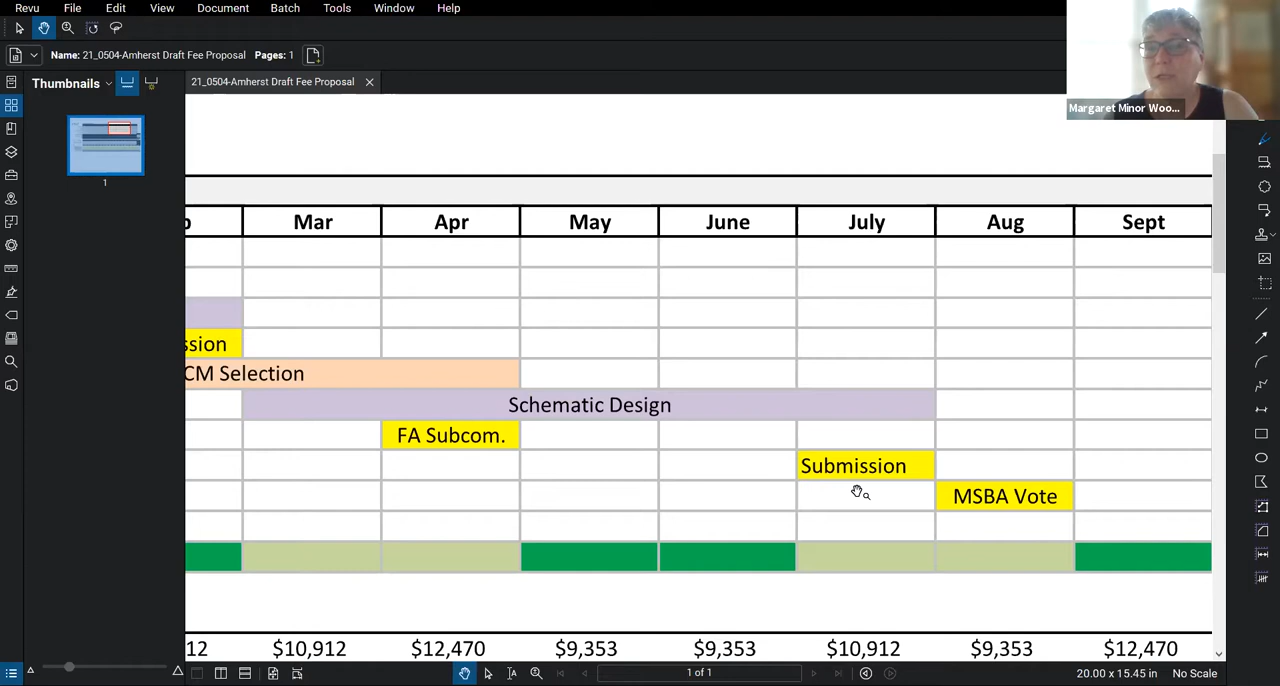 Revu File Edit View Document Batch Tools Window Help
Name: 21_0504-Amherst Draft Fee Proposal Pages: 1
Thumbnails
21_0504-Amherst Draft Fee Proposal
Margaret Minor Woo...
1
Mar Apr May June July Aug Sept
ssion
CM Selection
Schematic Design
FA Subcom.
Submission
MSBA Vote
12 $10,912 $12,470 $9,353 $9,353 $10,912 $9,353 $12,470
1 of 1
20.00 x 15.45 in No Scale